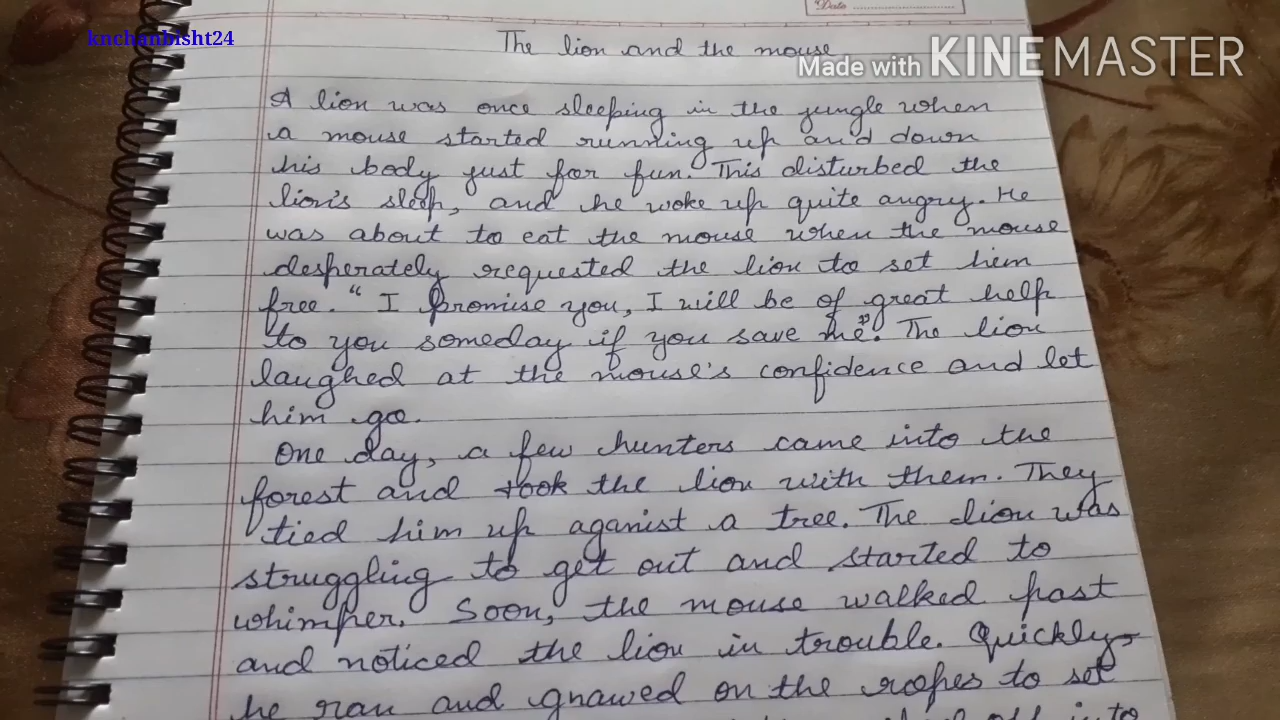 Date
knchanbisht24
The lion and the mouse
Made with KINEMASTER
A lion was once sleeping in the jungle when
a mouse started running up and down
his body just for fun. This disturbed the
lion's sleep, and he woke up quite angry. He
was about to eat the mouse when the mouse
desperately requested the lion to set him
free. "I promise you, I will be of great help
to you someday if you save me". The lion
laughed at the mouse's confidence and let
him go.
One day, a few hunters came into the
forest and took the lion with them. They
tied him up aganist a tree. The lion was
struggling to get out and started to
whimper. Soon, the mouse walked past
and noticed the lion in trouble. Quickly,
he ran and gnawed on the ropes to set
off into